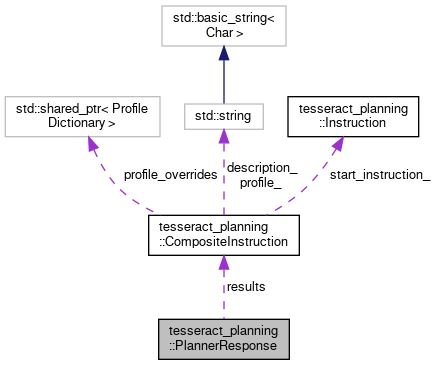 std::basic_string<
Char >
std::shared_ptr< Profile
Dictionary >
std::string
tesseract_planning
::Instruction
profile_overrides
description_
profile_
start_instruction_
tesseract_planning
::CompositeInstruction
results
tesseract_planning
::PlannerResponse